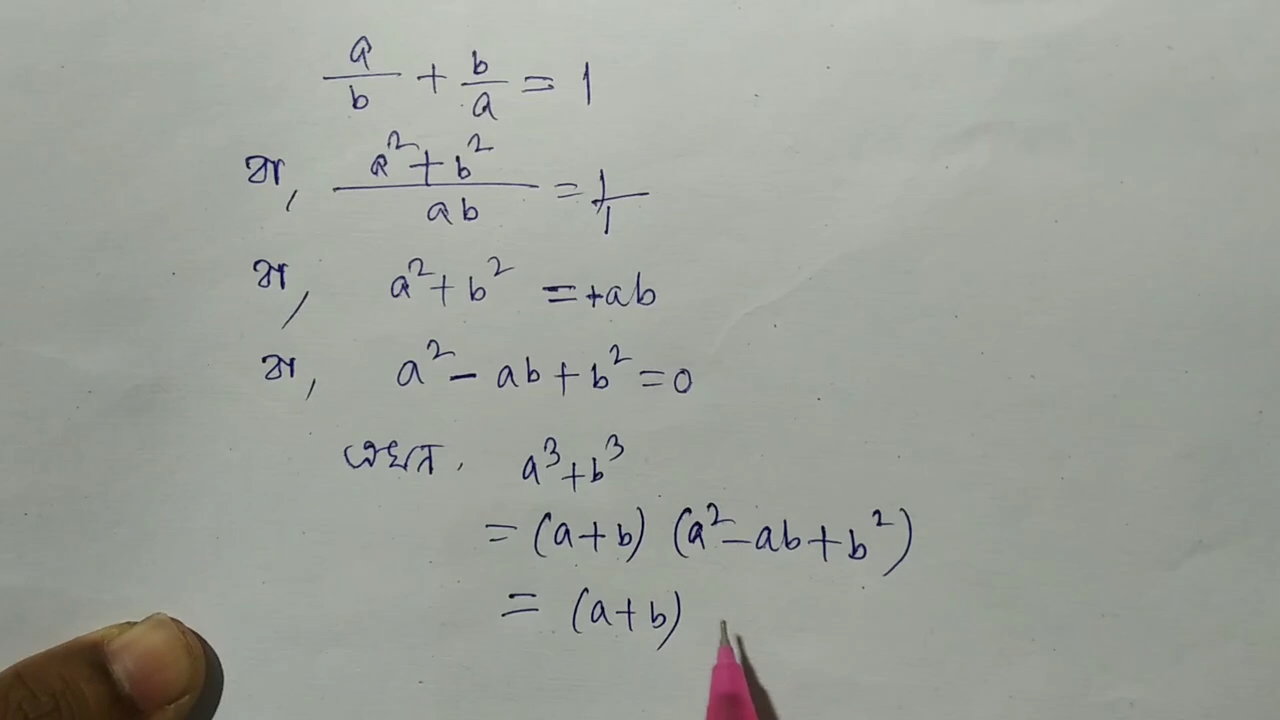 a/b + b/a = 1
বা, (a² + b²)/ab = 1/1
বা, a² + b² = +ab
বা, a² - ab + b² = 0
এখন, a³ + b³
= (a + b) (a² - ab + b²)
= (a + b)